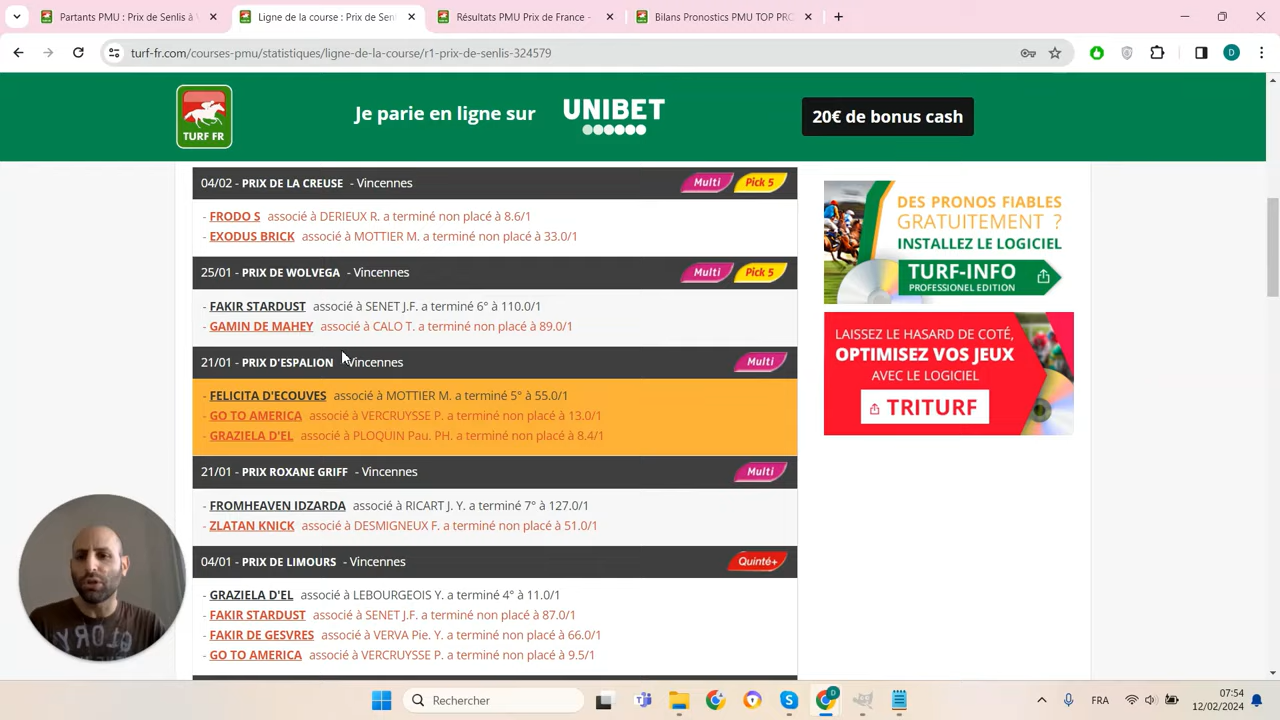 Partants PMU : Prix de Senlis à V
Ligne de la course : Prix de Sen
Résultats PMU Prix de France -
Bilans Pronostics PMU TOP PRO
turf-fr.com/courses-pmu/statistiques/ligne-de-la-course/r1-prix-de-senlis-324579
D
TURF FR
Je parie en ligne sur UNIBET
20€ de bonus cash
04/02 - PRIX DE LA CREUSE - Vincennes Multi Pick 5
- FRODO S associé à DERIEUX R. a terminé non placé à 8.6/1
- EXODUS BRICK associé à MOTTIER M. a terminé non placé à 33.0/1
25/01 - PRIX DE WOLVEGA - Vincennes Multi Pick 5
- FAKIR STARDUST associé à SENET J.F. a terminé 6° à 110.0/1
- GAMIN DE MAHEY associé à CALO T. a terminé non placé à 89.0/1
21/01 - PRIX D'ESPALION - Vincennes Multi
- FELICITA D'ECOUVES associé à MOTTIER M. a terminé 5° à 55.0/1
- GO TO AMERICA associé à VERCRUYSSE P. a terminé non placé à 13.0/1
- GRAZIELA D'EL associé à PLOQUIN Pau. PH. a terminé non placé à 8.4/1
21/01 - PRIX ROXANE GRIFF - Vincennes Multi
- FROMHEAVEN IDZARDA associé à RICART J. Y. a terminé 7° à 127.0/1
- ZLATAN KNICK associé à DESMIGNEUX F. a terminé non placé à 51.0/1
04/01 - PRIX DE LIMOURS - Vincennes Quinté+
- GRAZIELA D'EL associé à LEBOURGEOIS Y. a terminé 4° à 11.0/1
- FAKIR STARDUST associé à SENET J.F. a terminé non placé à 87.0/1
- FAKIR DE GESVRES associé à VERVA Pie. Y. a terminé non placé à 66.0/1
- GO TO AMERICA associé à VERCRUYSSE P. a terminé non placé à 9.5/1
DES PRONOS FIABLES
GRATUITEMENT ?
INSTALLEZ LE LOGICIEL
TURF-INFO
PROFESSIONEL EDITION
LAISSEZ LE HASARD DE COTÉ,
OPTIMISEZ VOS JEUX
AVEC LE LOGICIEL
TRITURF
GLORY
Rechercher
D
FRA
07:54
12/02/2024